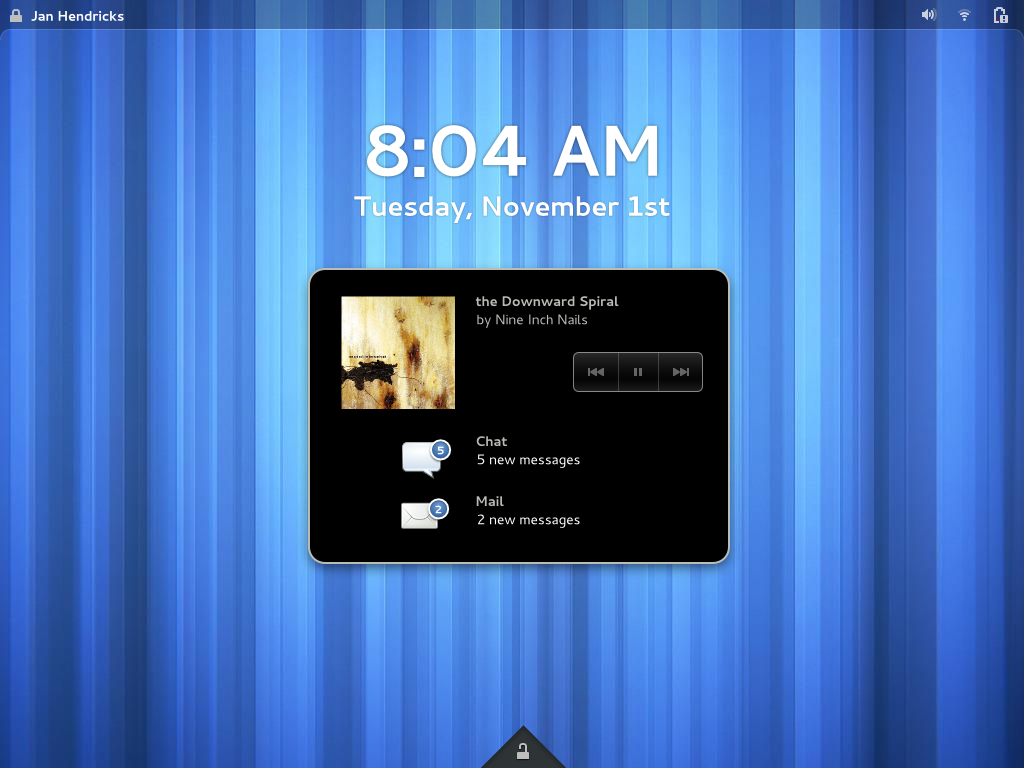 Jan Hendricks
8:04 AM
Tuesday, November 1st
the Downward Spiral
by Nine Inch Nails
Chat
5
5 new messages
Mail
2
2 new messages